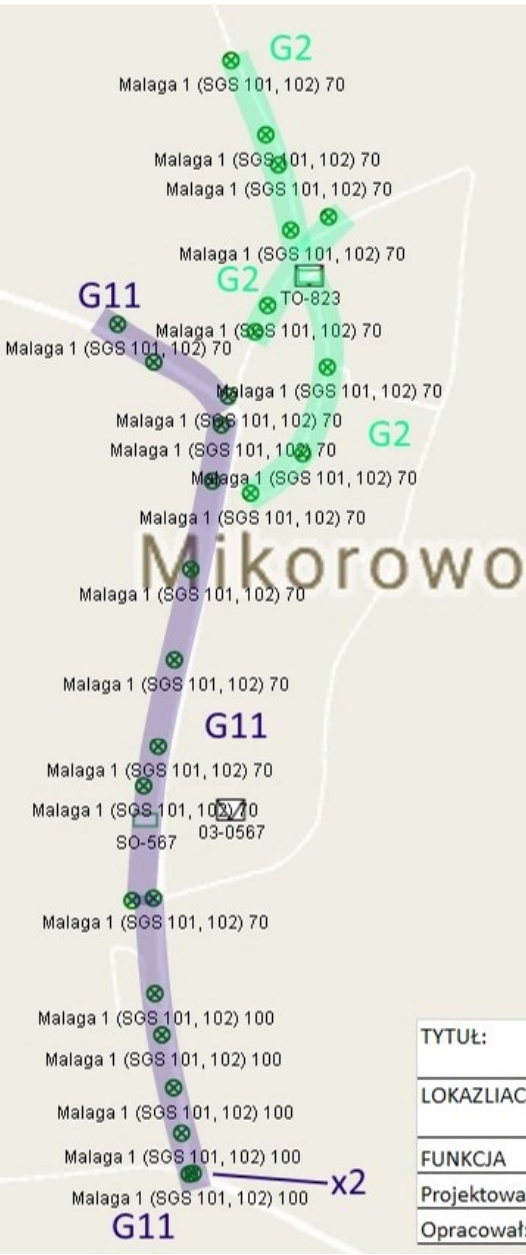 G2
Malaga 1 (SGS 101, 102) 70
Malaga 1 (SGS 101, 102) 70
Malaga 1 (SGS 101, 102) 70
Malaga 1 (SGS 101, 102) 70
G2
TO-823
G11
Malaga 1 (SGS 101, 102) 70
Malaga 1 (SGS 101, 102) 70
Malaga 1 (SGS 101, 102) 70
Malaga 1 (SGS 101, 102) 70
G2
Malaga 1 (SGS 101, 102) 70
Malaga 1 (SGS 101, 102) 70
Malaga 1 (SGS 101, 102) 70
Mikorowo
Malaga 1 (SGS 101, 102) 70
Malaga 1 (SGS 101, 102) 70
G11
Malaga 1 (SGS 101, 102) 70
Malaga 1 (SGS 101, 102) 70
03-0567
SO-567
Malaga 1 (SGS 101, 102) 70
Malaga 1 (SGS 101, 102) 100
Malaga 1 (SGS 101, 102) 100
Malaga 1 (SGS 101, 102) 100
Malaga 1 (SGS 101, 102) 100
x2
Malaga 1 (SGS 101, 102) 100
G11
TYTUŁ:
LOKAZLIAC
FUNKCJA
Projektowa
Opracował: